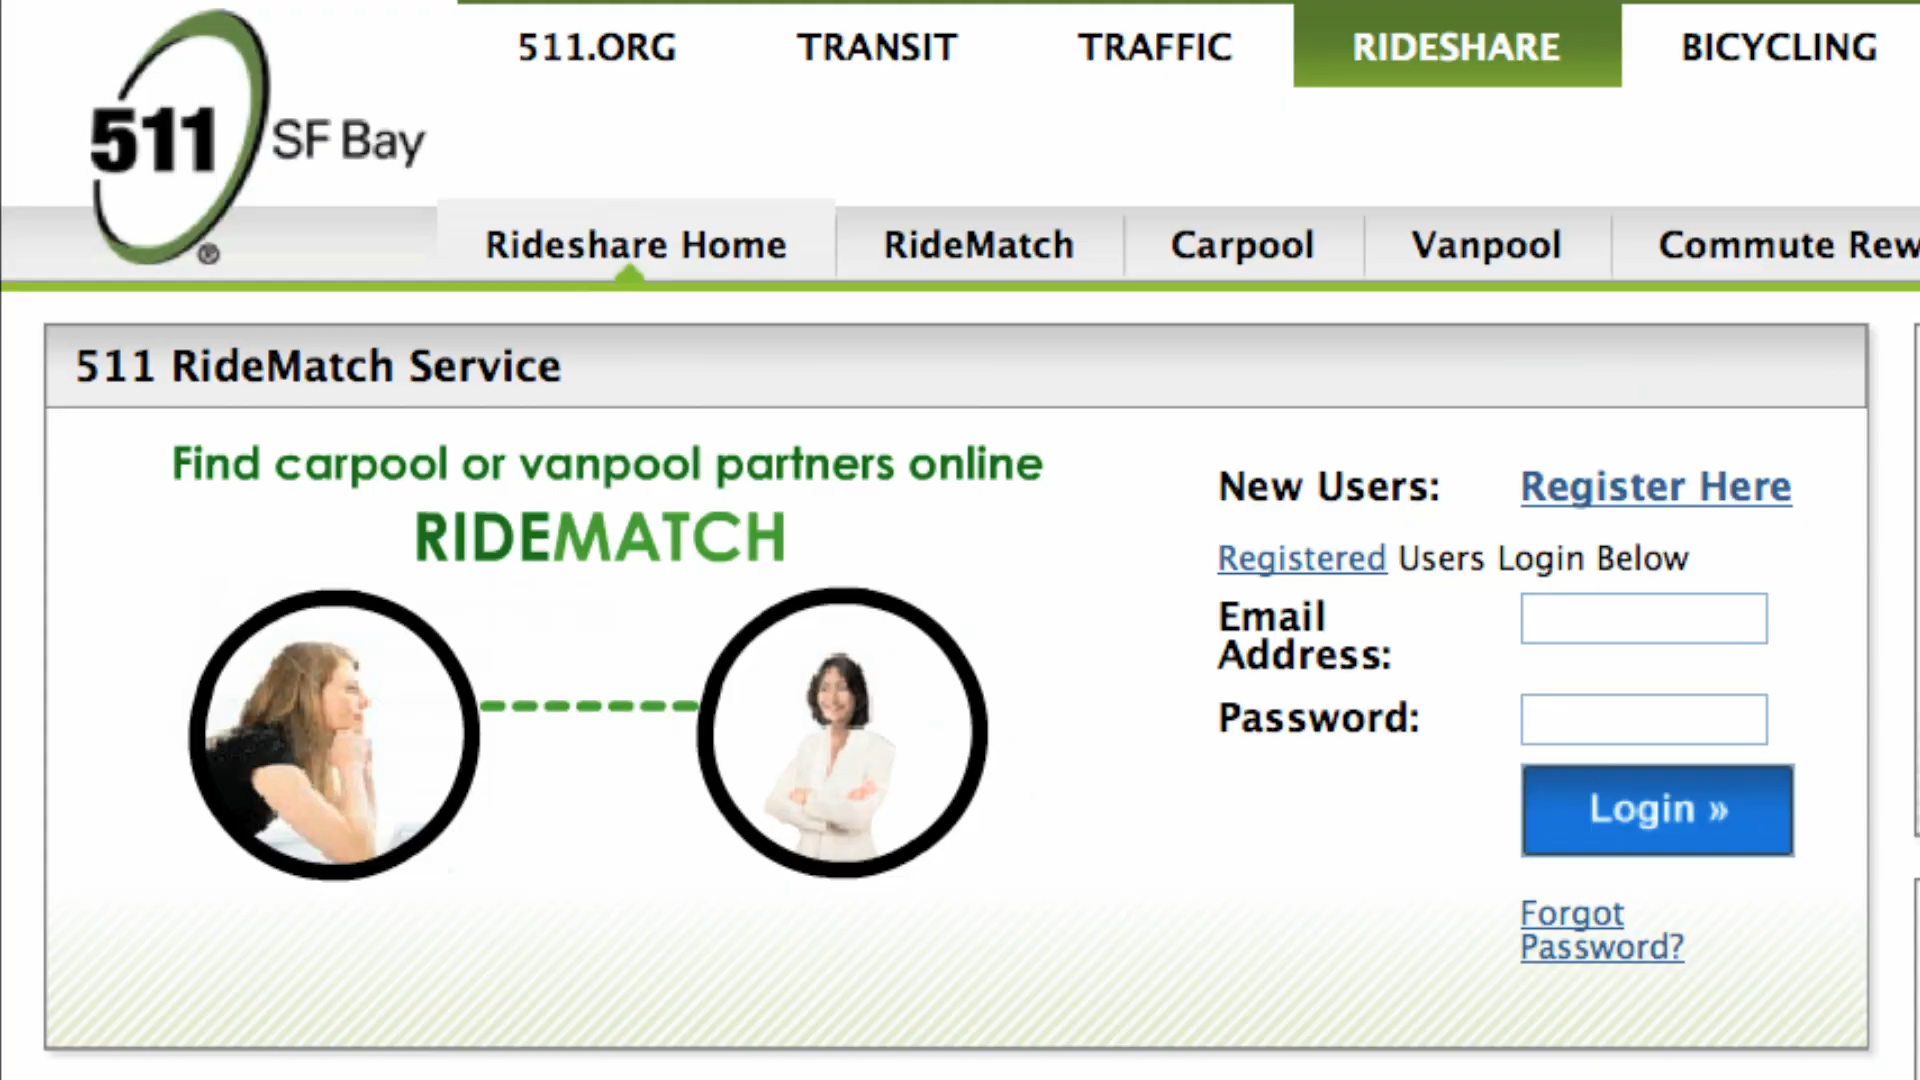 511.ORG TRANSIT TRAFFIC RIDESHARE BICYCLING
511 SF Bay
®
Rideshare Home RideMatch Carpool Vanpool Commute Rew
511 RideMatch Service
Find carpool or vanpool partners online
RIDEMATCH
New Users: Register Here
Registered Users Login Below
Email
Address:
Password:
Login »
Forgot
Password?